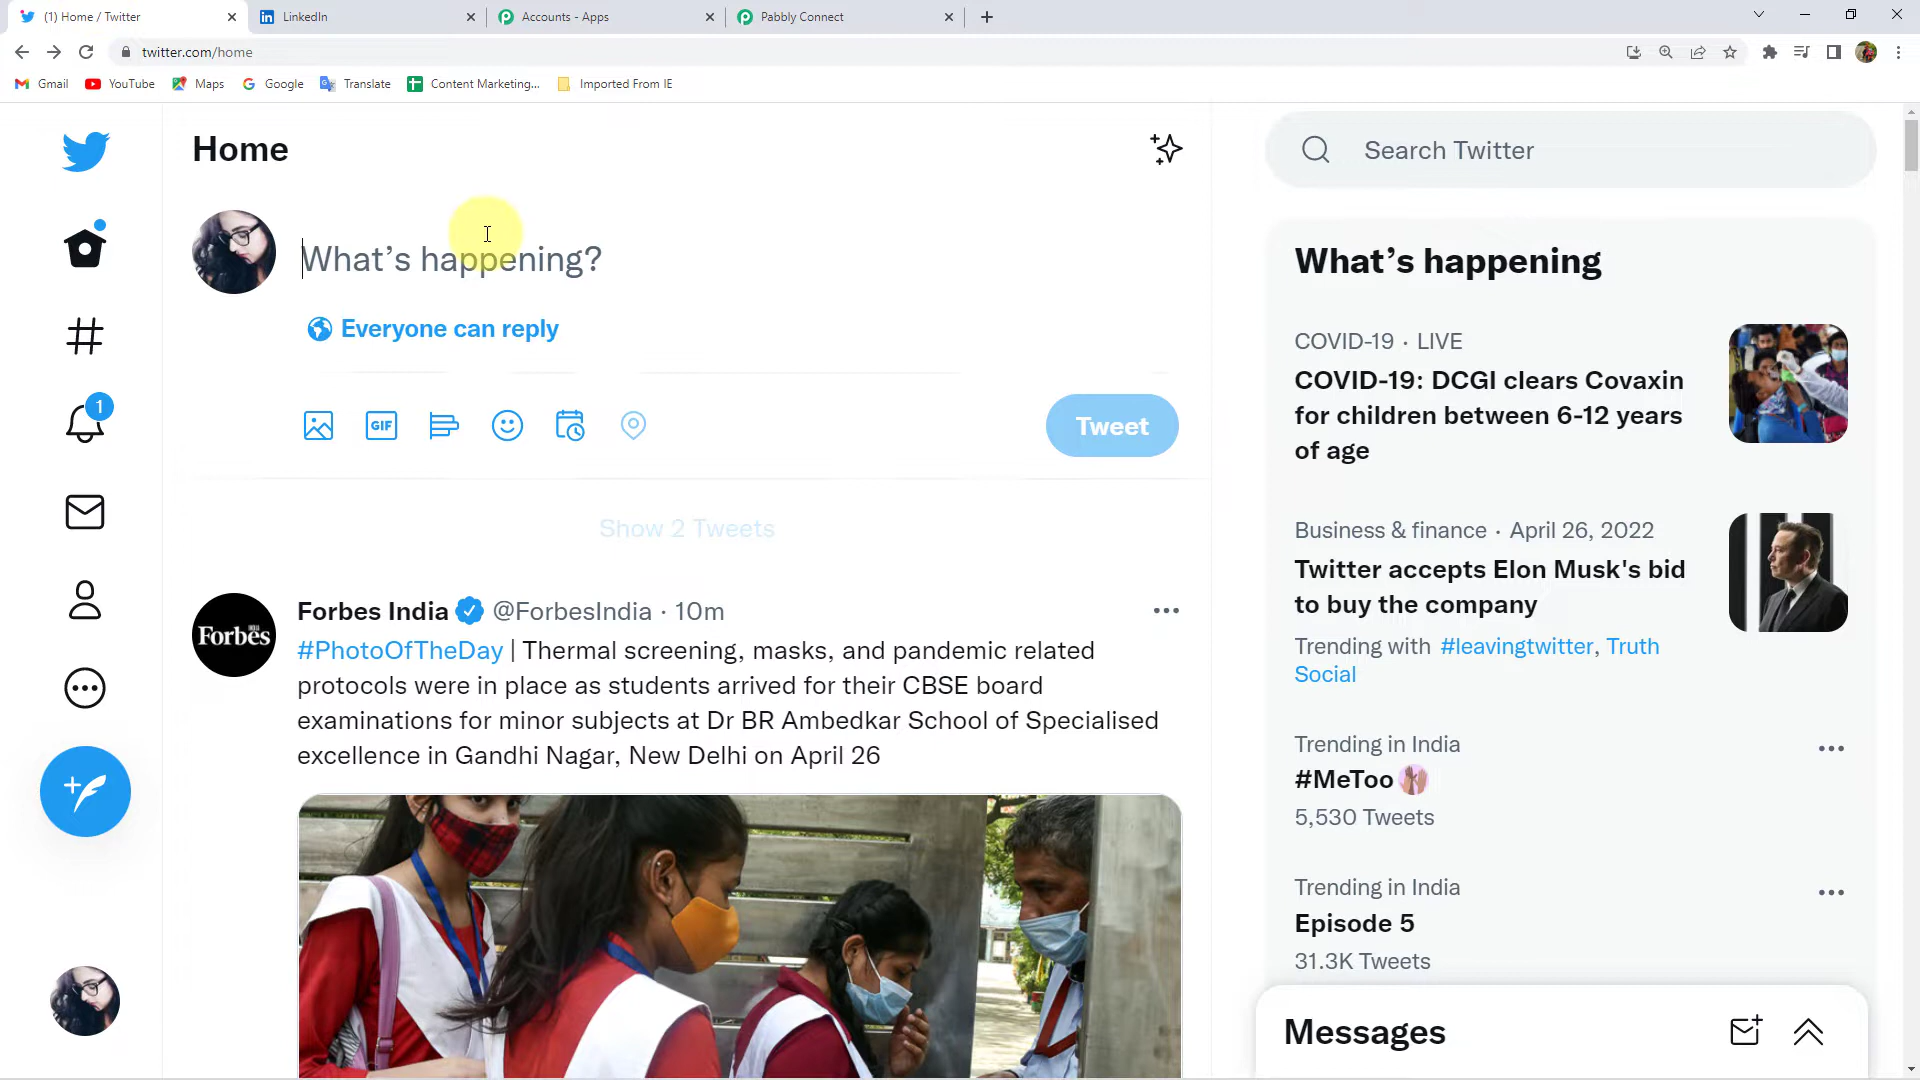 (1) Home / Twitter
LinkedIn
Accounts - Apps
Pabbly Connect
twitter.com/home
Gmail
YouTube
Maps
Google
Translate
Content Marketing...
Imported From IE
Home
Search Twitter
What's happening?
Everyone can reply
GIF
Tweet
Show 2 Tweets
1
Forbes India @ForbesIndia · 10m
Forbes
#PhotoOfTheDay | Thermal screening, masks, and pandemic related
protocols were in place as students arrived for their CBSE board
examinations for minor subjects at Dr BR Ambedkar School of Specialised
excellence in Gandhi Nagar, New Delhi on April 26
What's happening
COVID-19 · LIVE
COVID-19: DCGI clears Covaxin
for children between 6-12 years
of age
Business & finance · April 26, 2022
Twitter accepts Elon Musk's bid
to buy the company
Trending with #leavingtwitter, Truth
Social
Trending in India
#MeToo
5,530 Tweets
Trending in India
Episode 5
31.3K Tweets
Messages